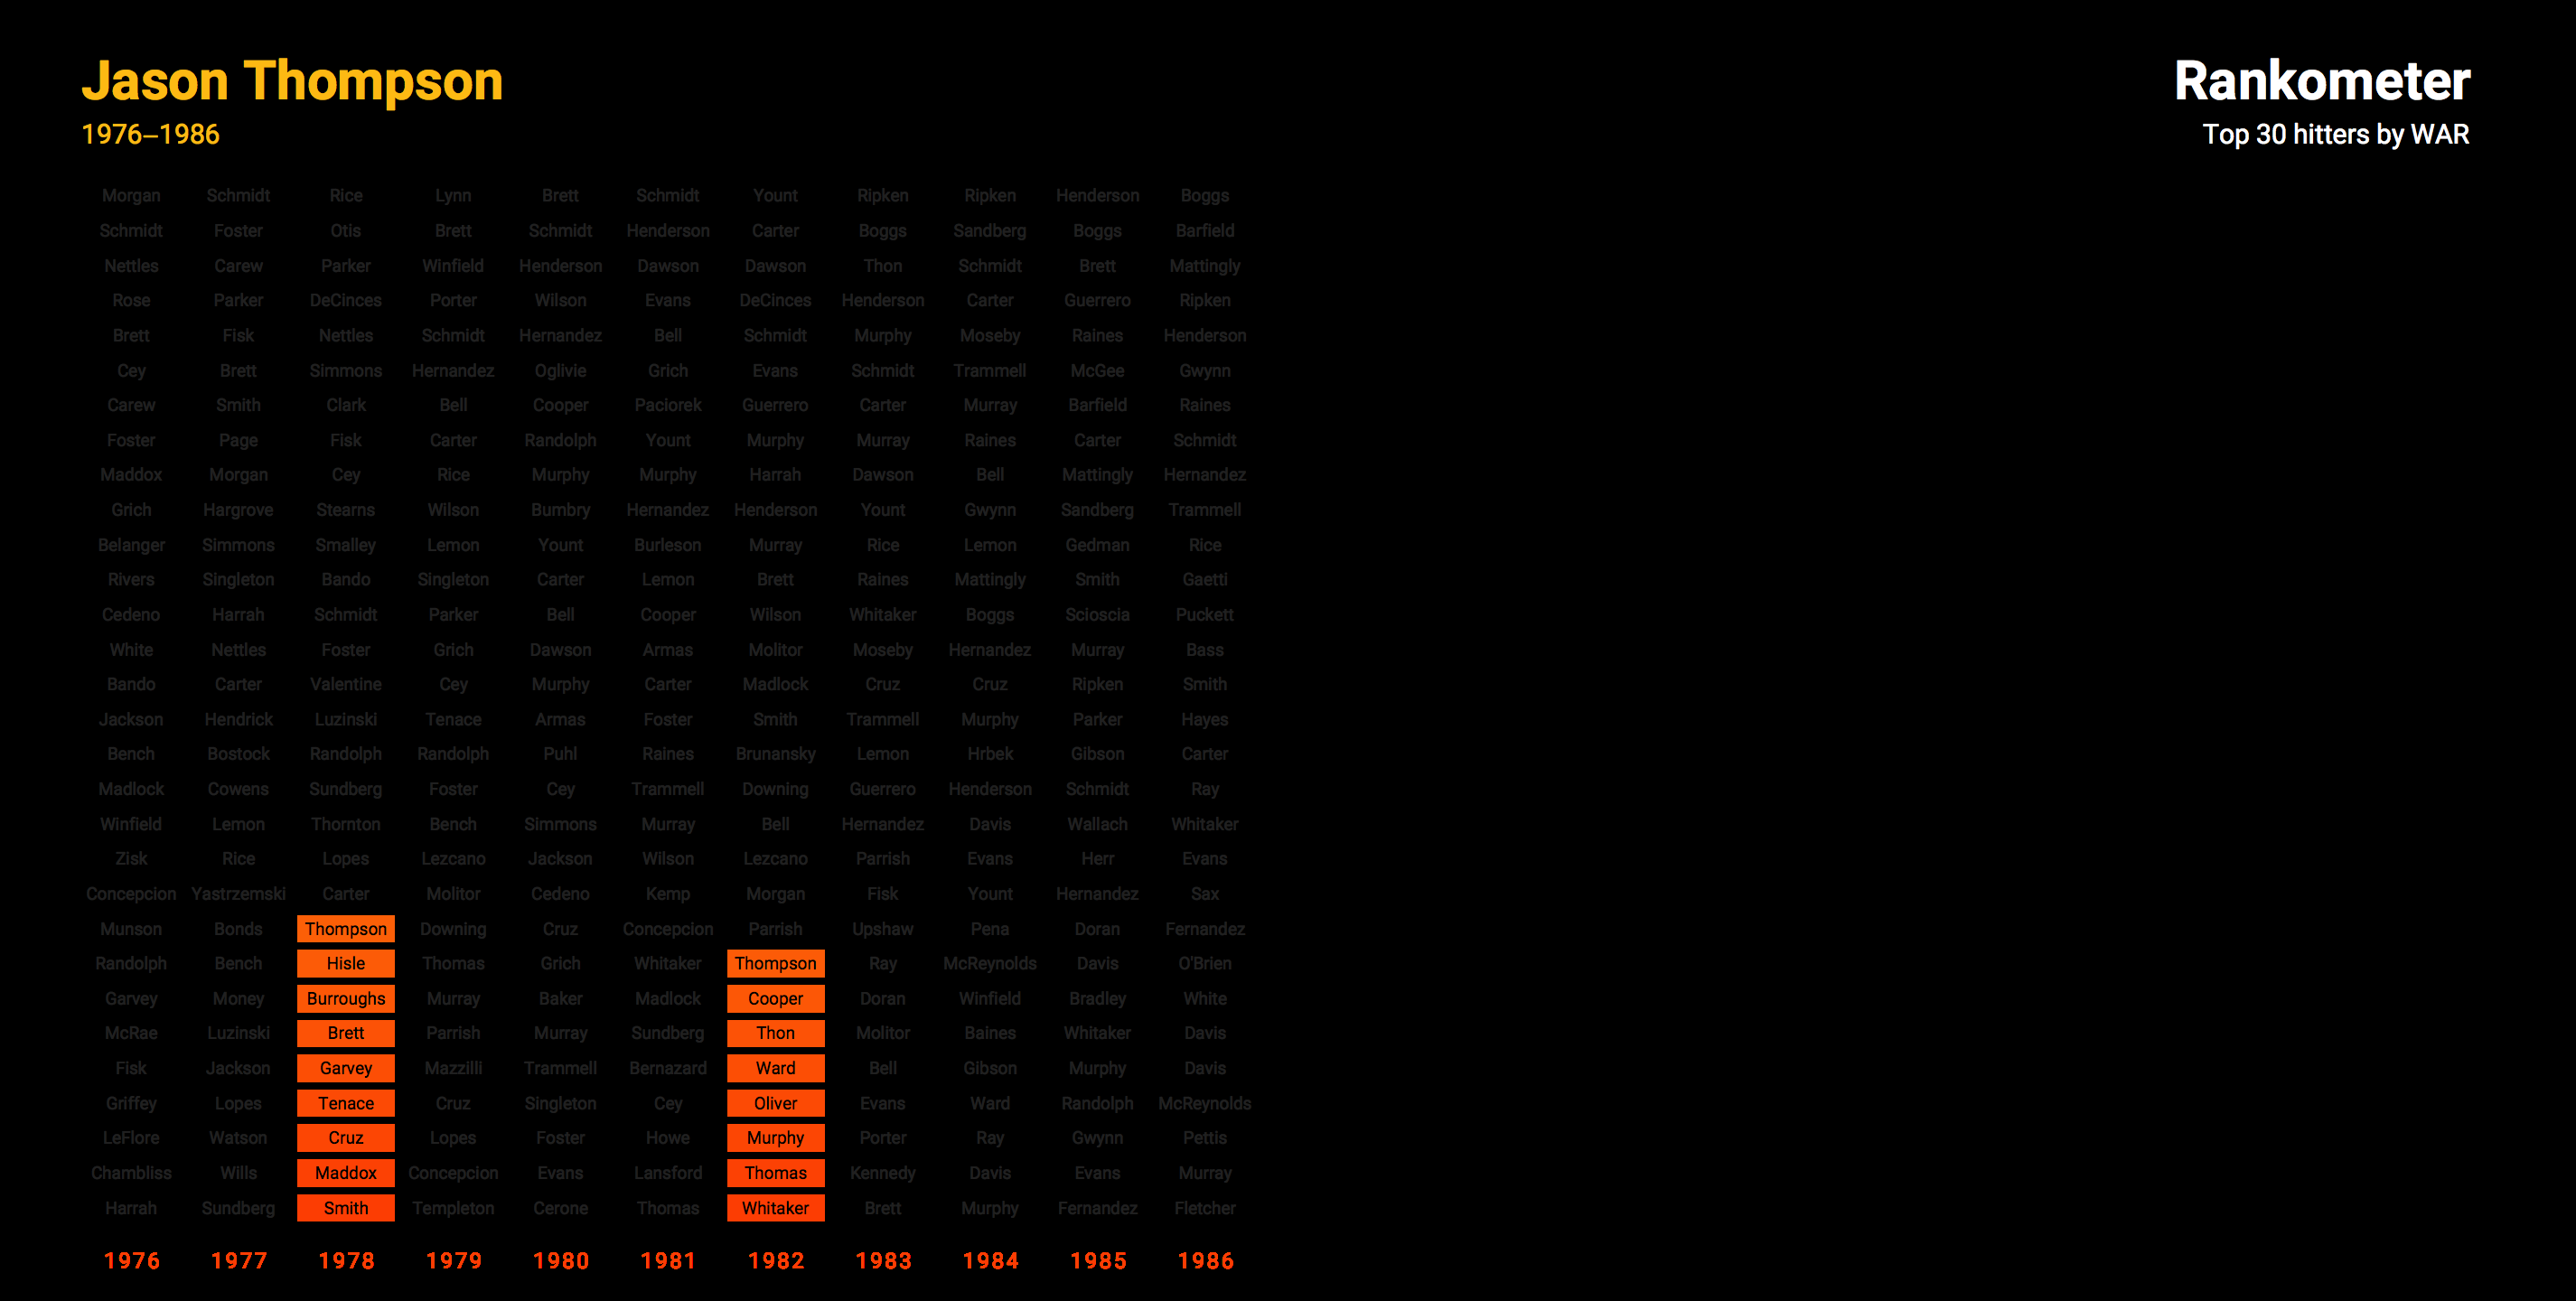 Jason Thompson
1976–1986
Rankometer
Top 30 hitters by WAR
Morgan Schmidt Rice Lynn Brett Schmidt Yount Ripken Ripken Henderson Boggs
Schmidt Foster Otis Brett Schmidt Henderson Carter Boggs Sandberg Boggs Barfield
Nettles Carew Parker Winfield Henderson Dawson Dawson Thon Schmidt Brett Mattingly
Rose Parker DeCinces Porter Wilson Evans DeCinces Henderson Carter Guerrero Ripken
Brett Fisk Nettles Schmidt Hernandez Bell Schmidt Murphy Moseby Raines Henderson
Cey Brett Simmons Hernandez Oglivie Grich Evans Schmidt Trammell McGee Gwynn
Carew Smith Clark Bell Cooper Paciorek Guerrero Carter Murray Barfield Raines
Foster Page Fisk Carter Randolph Yount Murphy Murray Raines Carter Schmidt
Maddox Morgan Cey Rice Murphy Murphy Harrah Dawson Bell Mattingly Hernandez
Grich Hargrove Stearns Wilson Bumbry Hernandez Henderson Yount Gwynn Sandberg Trammell
Belanger Simmons Smalley Lemon Yount Burleson Murray Rice Lemon Gedman Rice
Rivers Singleton Bando Singleton Carter Lemon Brett Raines Mattingly Smith Gaetti
Cedeno Harrah Schmidt Parker Bell Cooper Wilson Whitaker Boggs Scioscia Puckett
White Nettles Foster Grich Dawson Armas Molitor Moseby Hernandez Murray Bass
Bando Carter Valentine Cey Murphy Carter Madlock Cruz Cruz Ripken Smith
Jackson Hendrick Luzinski Tenace Armas Foster Smith Trammell Murphy Parker Hayes
Bench Bostock Randolph Randolph Puhl Raines Brunansky Lemon Hrbek Gibson Carter
Madlock Cowens Sundberg Foster Cey Trammell Downing Guerrero Henderson Schmidt Ray
Winfield Lemon Thornton Bench Simmons Murray Bell Hernandez Davis Wallach Whitaker
Zisk Rice Lopes Lezcano Jackson Wilson Lezcano Parrish Evans Herr Evans
Concepcion Yastrzemski Carter Molitor Cedeno Kemp Morgan Fisk Yount Hernandez Sax
Munson Bonds Thompson Downing Cruz Concepcion Parrish Upshaw Pena Doran Fernandez
Randolph Bench Hisle Thomas Grich Whitaker Thompson Ray McReynolds Davis O'Brien
Garvey Money Burroughs Murray Baker Madlock Cooper Doran Winfield Bradley White
McRae Luzinski Brett Parrish Murray Sundberg Thon Molitor Baines Whitaker Davis
Fisk Jackson Garvey Mazzilli Trammell Bernazard Ward Bell Gibson Murphy Davis
Griffey Lopes Tenace Cruz Singleton Cey Oliver Evans Ward Randolph McReynolds
LeFlore Watson Cruz Lopes Foster Howe Murphy Porter Ray Gwynn Pettis
Chambliss Wills Maddox Concepcion Evans Lansford Thomas Kennedy Davis Evans Murray
Harrah Sundberg Smith Templeton Cerone Thomas Whitaker Brett Murphy Fernandez Fletcher
1976 1977 1978 1979 1980 1981 1982 1983 1984 1985 1986